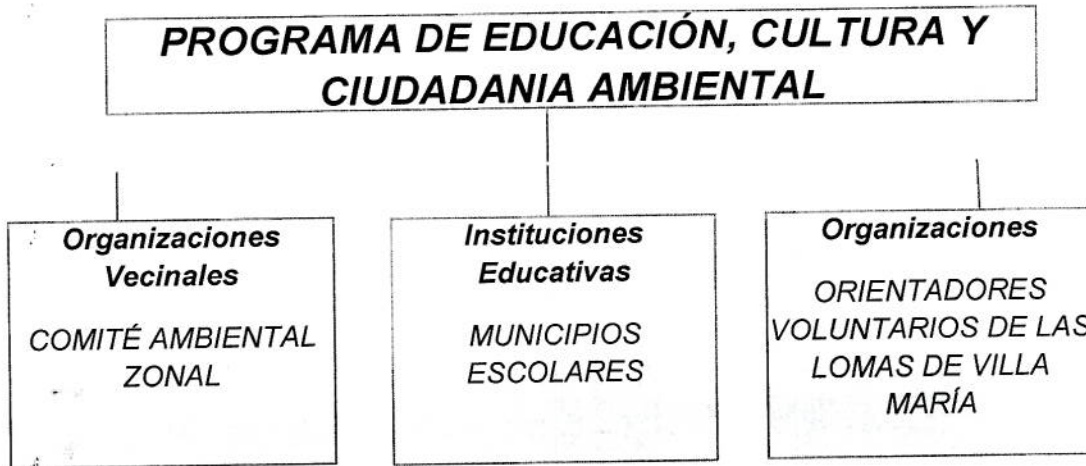 PROGRAMA DE EDUCACIÓN, CULTURA Y
CIUDADANIA AMBIENTAL
Organizaciones
Vecinales
COMITÉ AMBIENTAL
ZONAL
Instituciones
Educativas
MUNICIPIOS
ESCOLARES
Organizaciones
ORIENTADORES
VOLUNTARIOS DE LAS
LOMAS DE VILLA
MARÍA